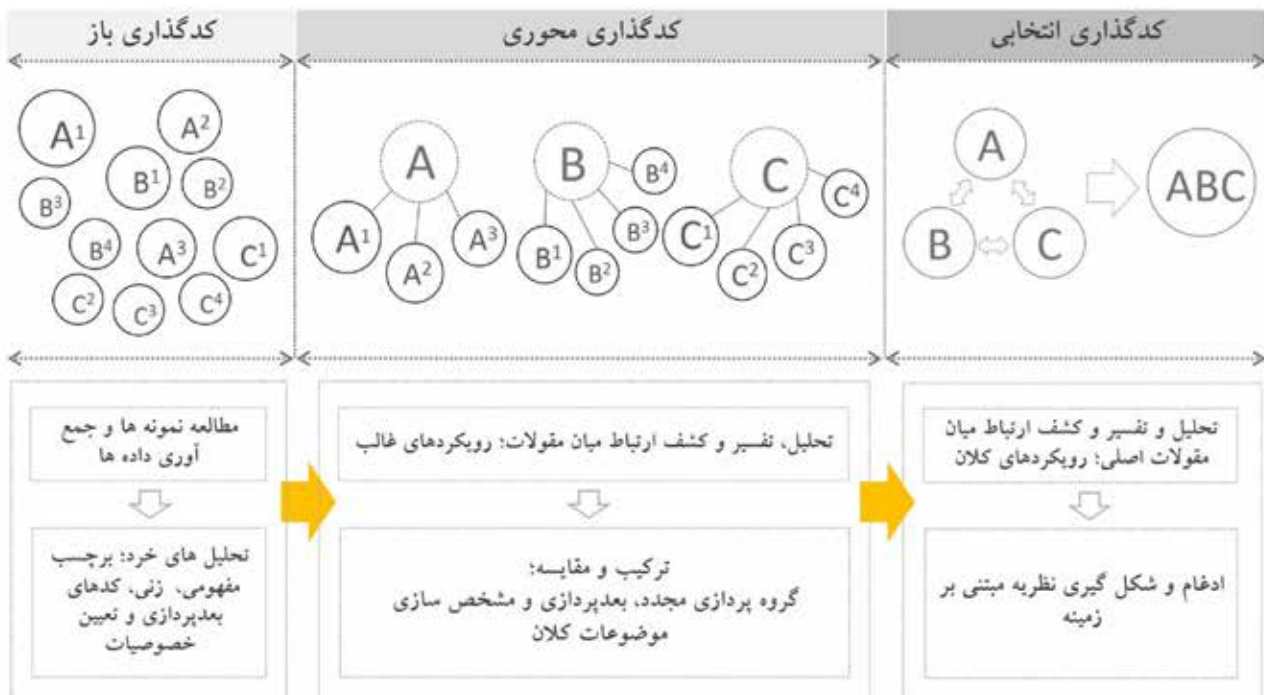 کدگذاری باز
کدگذاری محوری
کدگذاری انتخابی
A¹
A²
B¹
B²
B³
B⁴
A³
C¹
C²
C³
C⁴
A
A¹
A²
A³
B
B⁴
B¹
B²
B³
C
C⁴
C¹
C²
C³
A
B
C
ABC
مطالعه نمونه ها و جمع
آوری داده ها
تحلیل های خرد؛ برچسب
مفهومی، زنی، کدهای
بعدپردازی و تعیین
خصوصیات
تحلیل، تفسیر و کشف ارتباط میان مقولات؛ رویکردهای غالب
ترکیب و مقایسه؛
گروه پردازی مجدد، بعدپردازی و مشخص سازی
موضوعات کلان
تحلیل و تفسیر و کشف ارتباط میان
مقولات اصلی؛ رویکردهای کلان
ادغام و شکل گیری نظریه مبتنی بر
زمینه